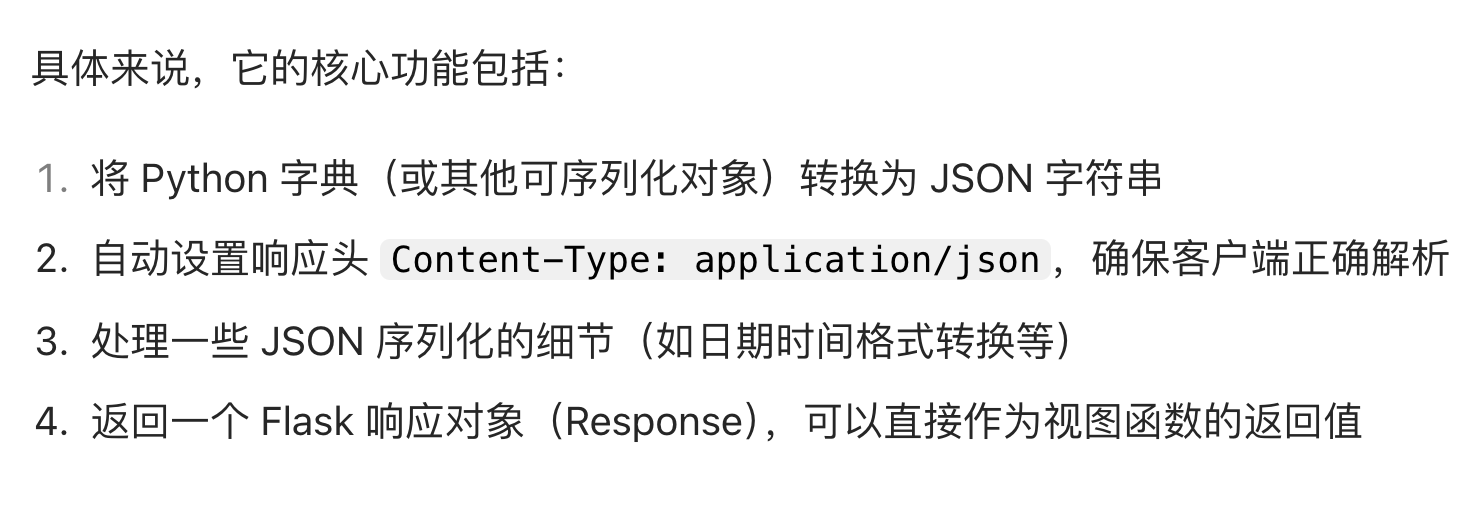 具体来说，它的核心功能包括：
1. 将 Python 字典（或其他可序列化对象）转换为 JSON 字符串
2. 自动设置响应头 Content-Type: application/json，确保客户端正确解析
3. 处理一些 JSON 序列化的细节（如日期时间格式转换等）
4. 返回一个 Flask 响应对象（Response），可以直接作为视图函数的返回值